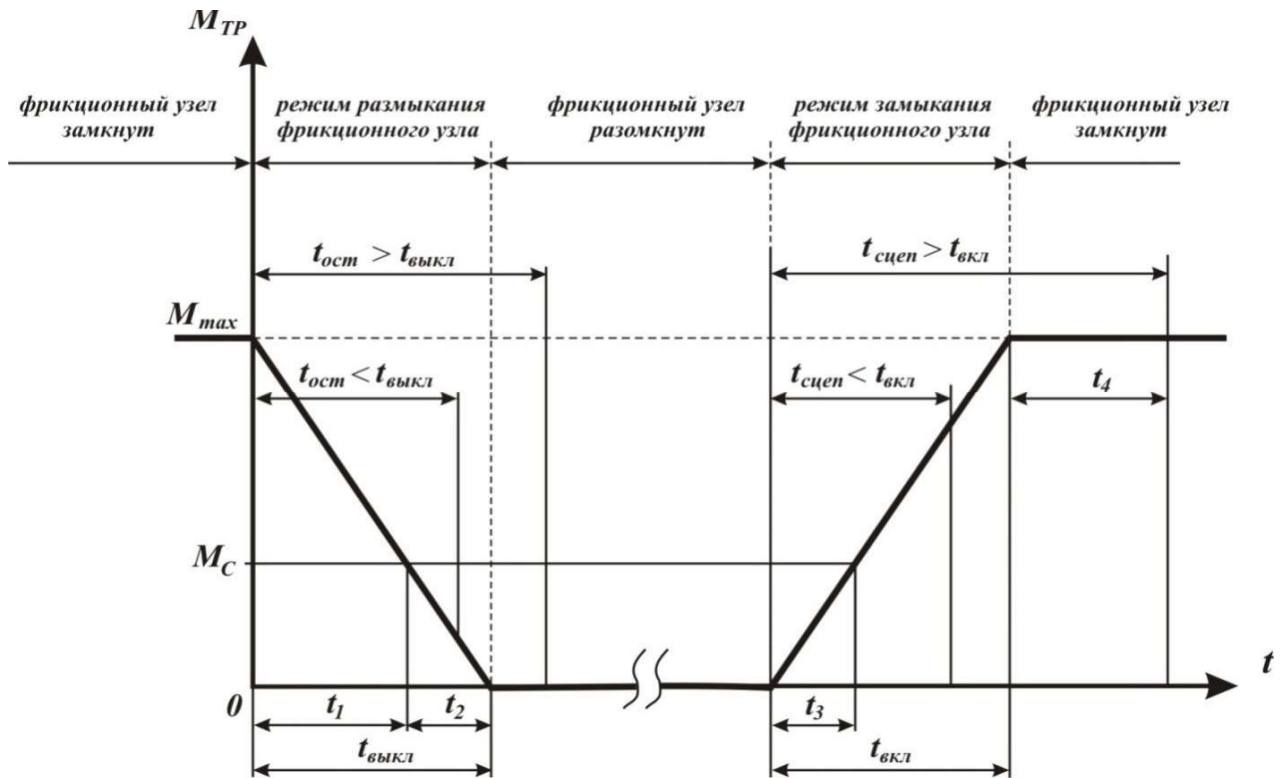 M_TP
фрикционный узел
замкнут
режим размыкания
фрикционного узла
фрикционный узел
разомкнут
режим замыкания
фрикционного узла
фрикционный узел
замкнут
t_ост > t_выкл
t_сцеп > t_вкл
M_max
t_ост < t_выкл
t_сцеп < t_вкл
t_4
M_C
t
0
t_1
t_2
t_3
t_выкл
t_вкл